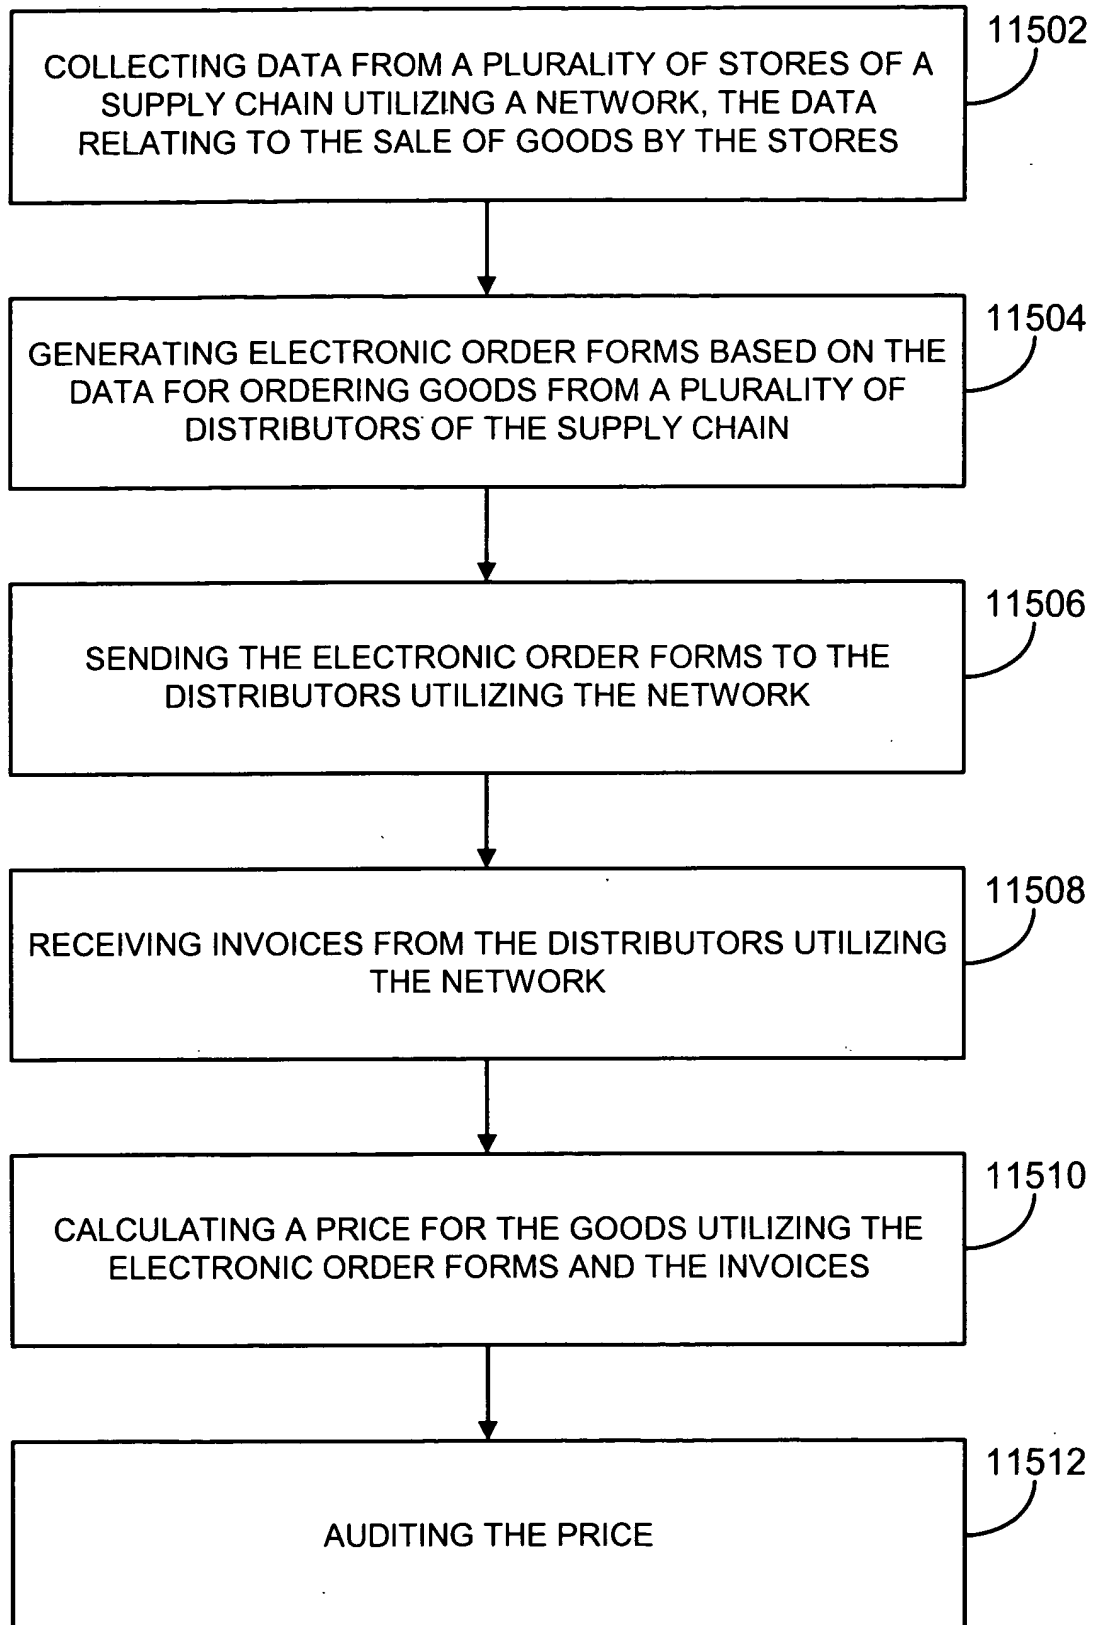 11502
COLLECTING DATA FROM A PLURALITY OF STORES OF A
SUPPLY CHAIN UTILIZING A NETWORK, THE DATA
RELATING TO THE SALE OF GOODS BY THE STORES
11504
GENERATING ELECTRONIC ORDER FORMS BASED ON THE
DATA FOR ORDERING GOODS FROM A PLURALITY OF
DISTRIBUTORS OF THE SUPPLY CHAIN
11506
SENDING THE ELECTRONIC ORDER FORMS TO THE
DISTRIBUTORS UTILIZING THE NETWORK
11508
RECEIVING INVOICES FROM THE DISTRIBUTORS UTILIZING
THE NETWORK
11510
CALCULATING A PRICE FOR THE GOODS UTILIZING THE
ELECTRONIC ORDER FORMS AND THE INVOICES
11512
AUDITING THE PRICE